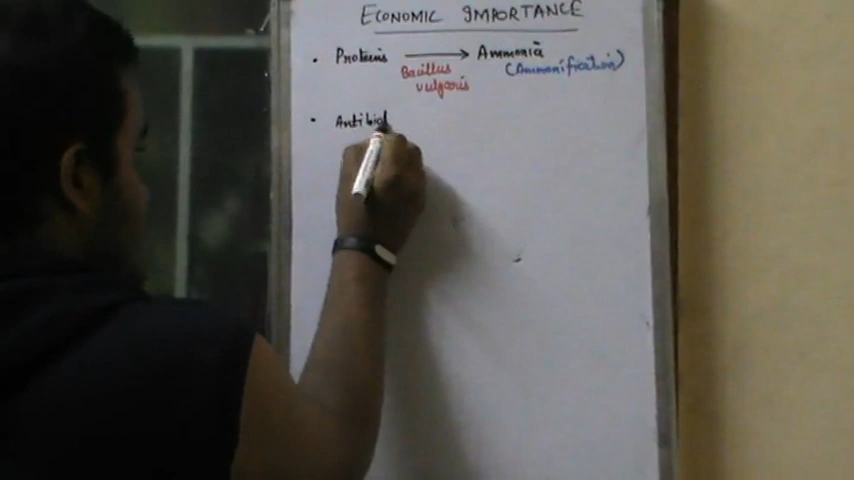 ECONOMIC IMPORTANCE
• Proteins → Ammonia
Bacillus vulgaris
(Ammonification)
• Antibiot